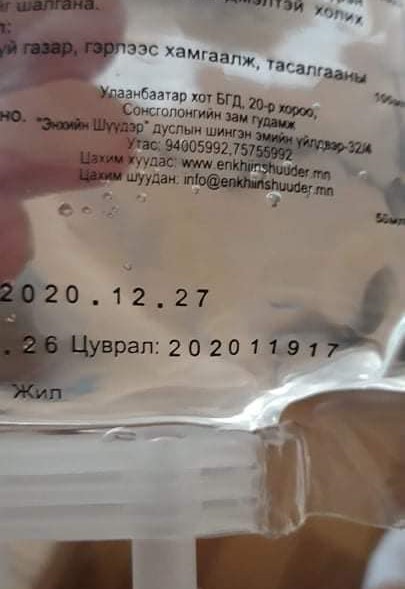 шалгана.
холих
газар, гэрлээс хамгаалж, тасалгааны
Улаанбаатар хот БГД, 20-р хороо,
Сонсголонгийн зам гудамж
но. "Энхийн Шүүдэр" дуслын шингэн эмийн үйлдвэр-32/4
Утас: 94005992,75755992
Цахим хуудас: www.enkhiinshuuder.mn
Цахим шуудан: info@enkhiinshuuder.mn
2020.12.27
.26 Цуврал: 202011917
Жил